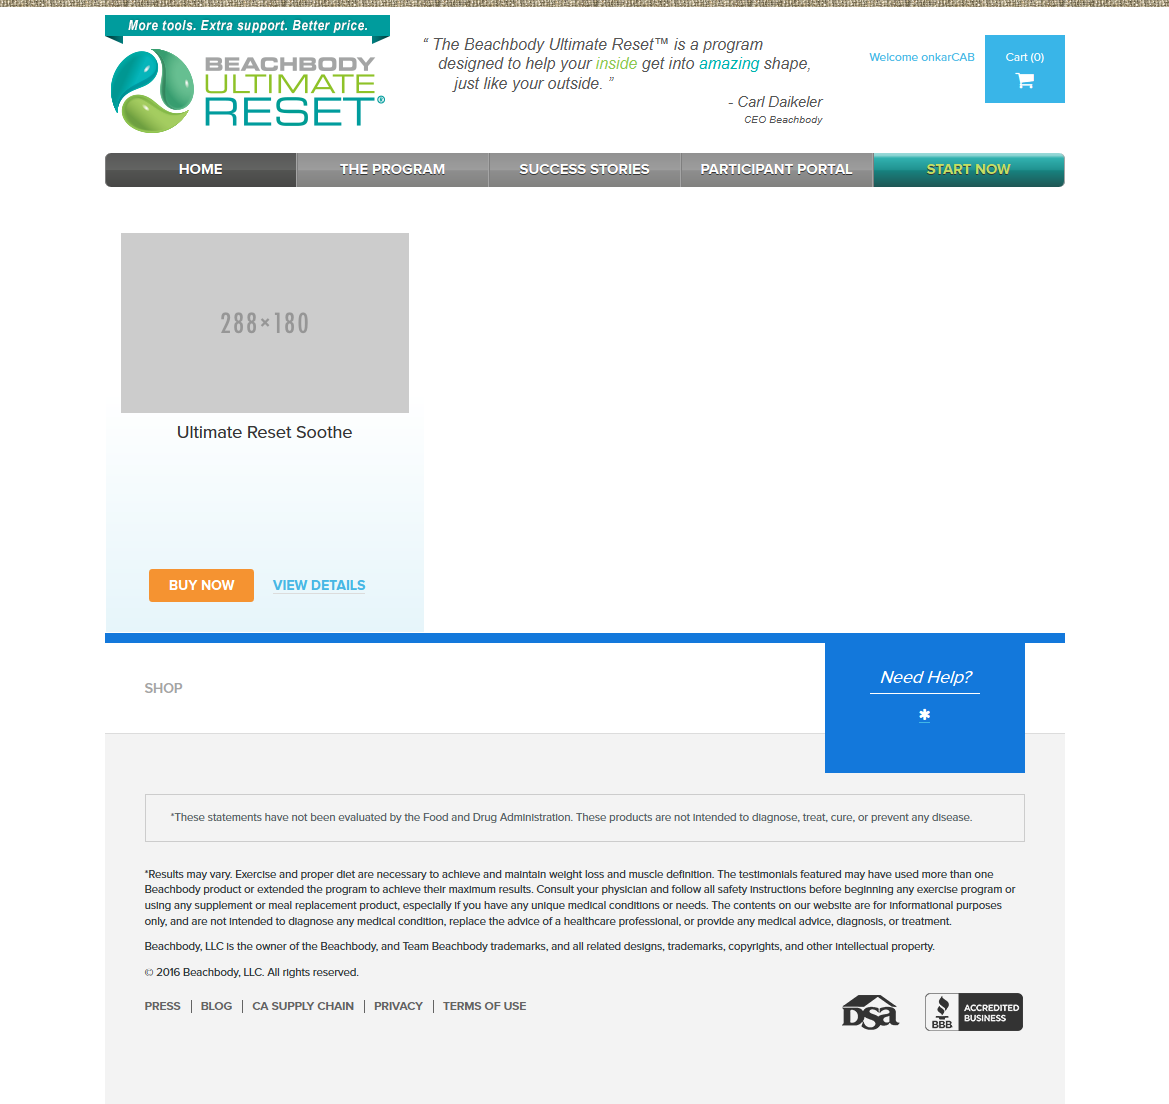 More tools. Extra support. Better price.
BEACHBODY
ULTIMATE
RESET®
“ The Beachbody Ultimate Reset™ is a program
designed to help your inside get into amazing shape,
just like your outside. ”
- Carl Daikeler
CEO Beachbody
Welcome onkarCAB
Cart (0)
HOME
THE PROGRAM
SUCCESS STORIES
PARTICIPANT PORTAL
START NOW
288×180
Ultimate Reset Soothe
BUY NOW
VIEW DETAILS
SHOP
Need Help?
*
*These statements have not been evaluated by the Food and Drug Administration. These products are not intended to diagnose, treat, cure, or prevent any disease.
*Results may vary. Exercise and proper diet are necessary to achieve and maintain weight loss and muscle definition. The testimonials featured may have used more than one
Beachbody product or extended the program to achieve their maximum results. Consult your physician and follow all safety instructions before beginning any exercise program or
using any supplement or meal replacement product, especially if you have any unique medical conditions or needs. The contents on our website are for informational purposes
only, and are not intended to diagnose any medical condition, replace the advice of a healthcare professional, or provide any medical advice, diagnosis, or treatment.
Beachbody, LLC is the owner of the Beachbody, and Team Beachbody trademarks, and all related designs, trademarks, copyrights, and other intellectual property.
© 2016 Beachbody, LLC. All rights reserved.
PRESS | BLOG | CA SUPPLY CHAIN | PRIVACY | TERMS OF USE
DSA
BBB.
ACCREDITED
BUSINESS